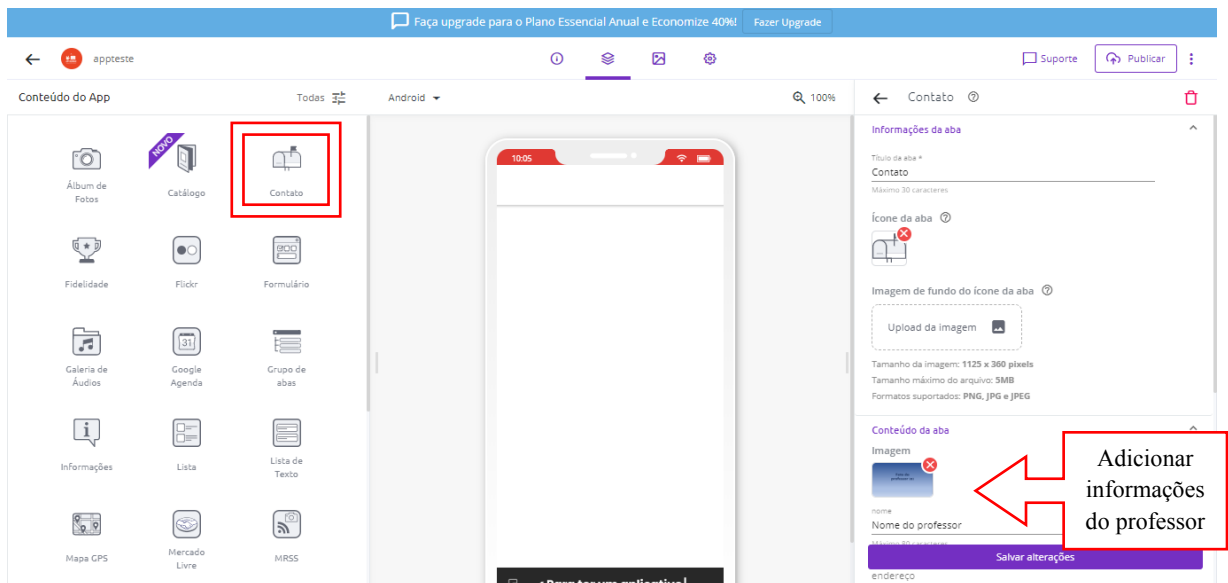 Faça upgrade para o Plano Essencial Anual e Economize 40%! Fazer Upgrade
appteste
Suporte
Publicar
Conteúdo do App
Todas
Android
100%
Contato
Álbum de
Fotos
NOVO
Catálogo
Contato
Fidelidade
Flickr
Formulário
Galeria de
Áudios
31
Google
Agenda
Grupo de
abas
Informações
Lista
Lista de
Texto
Mapa GPS
Mercado
Livre
MRSS
10:05
Informações da aba
Título da aba *
Contato
Máximo 30 caracteres
Ícone da aba
Imagem de fundo do ícone da aba
Upload da imagem
Tamanho da imagem: 1125 x 360 pixels
Tamanho máximo do arquivo: 5MB
Formatos suportados: PNG, JPG e JPEG
Conteúdo da aba
Imagem
nome
Nome do professor
Salvar alterações
endereço
Adicionar
informações
do professor